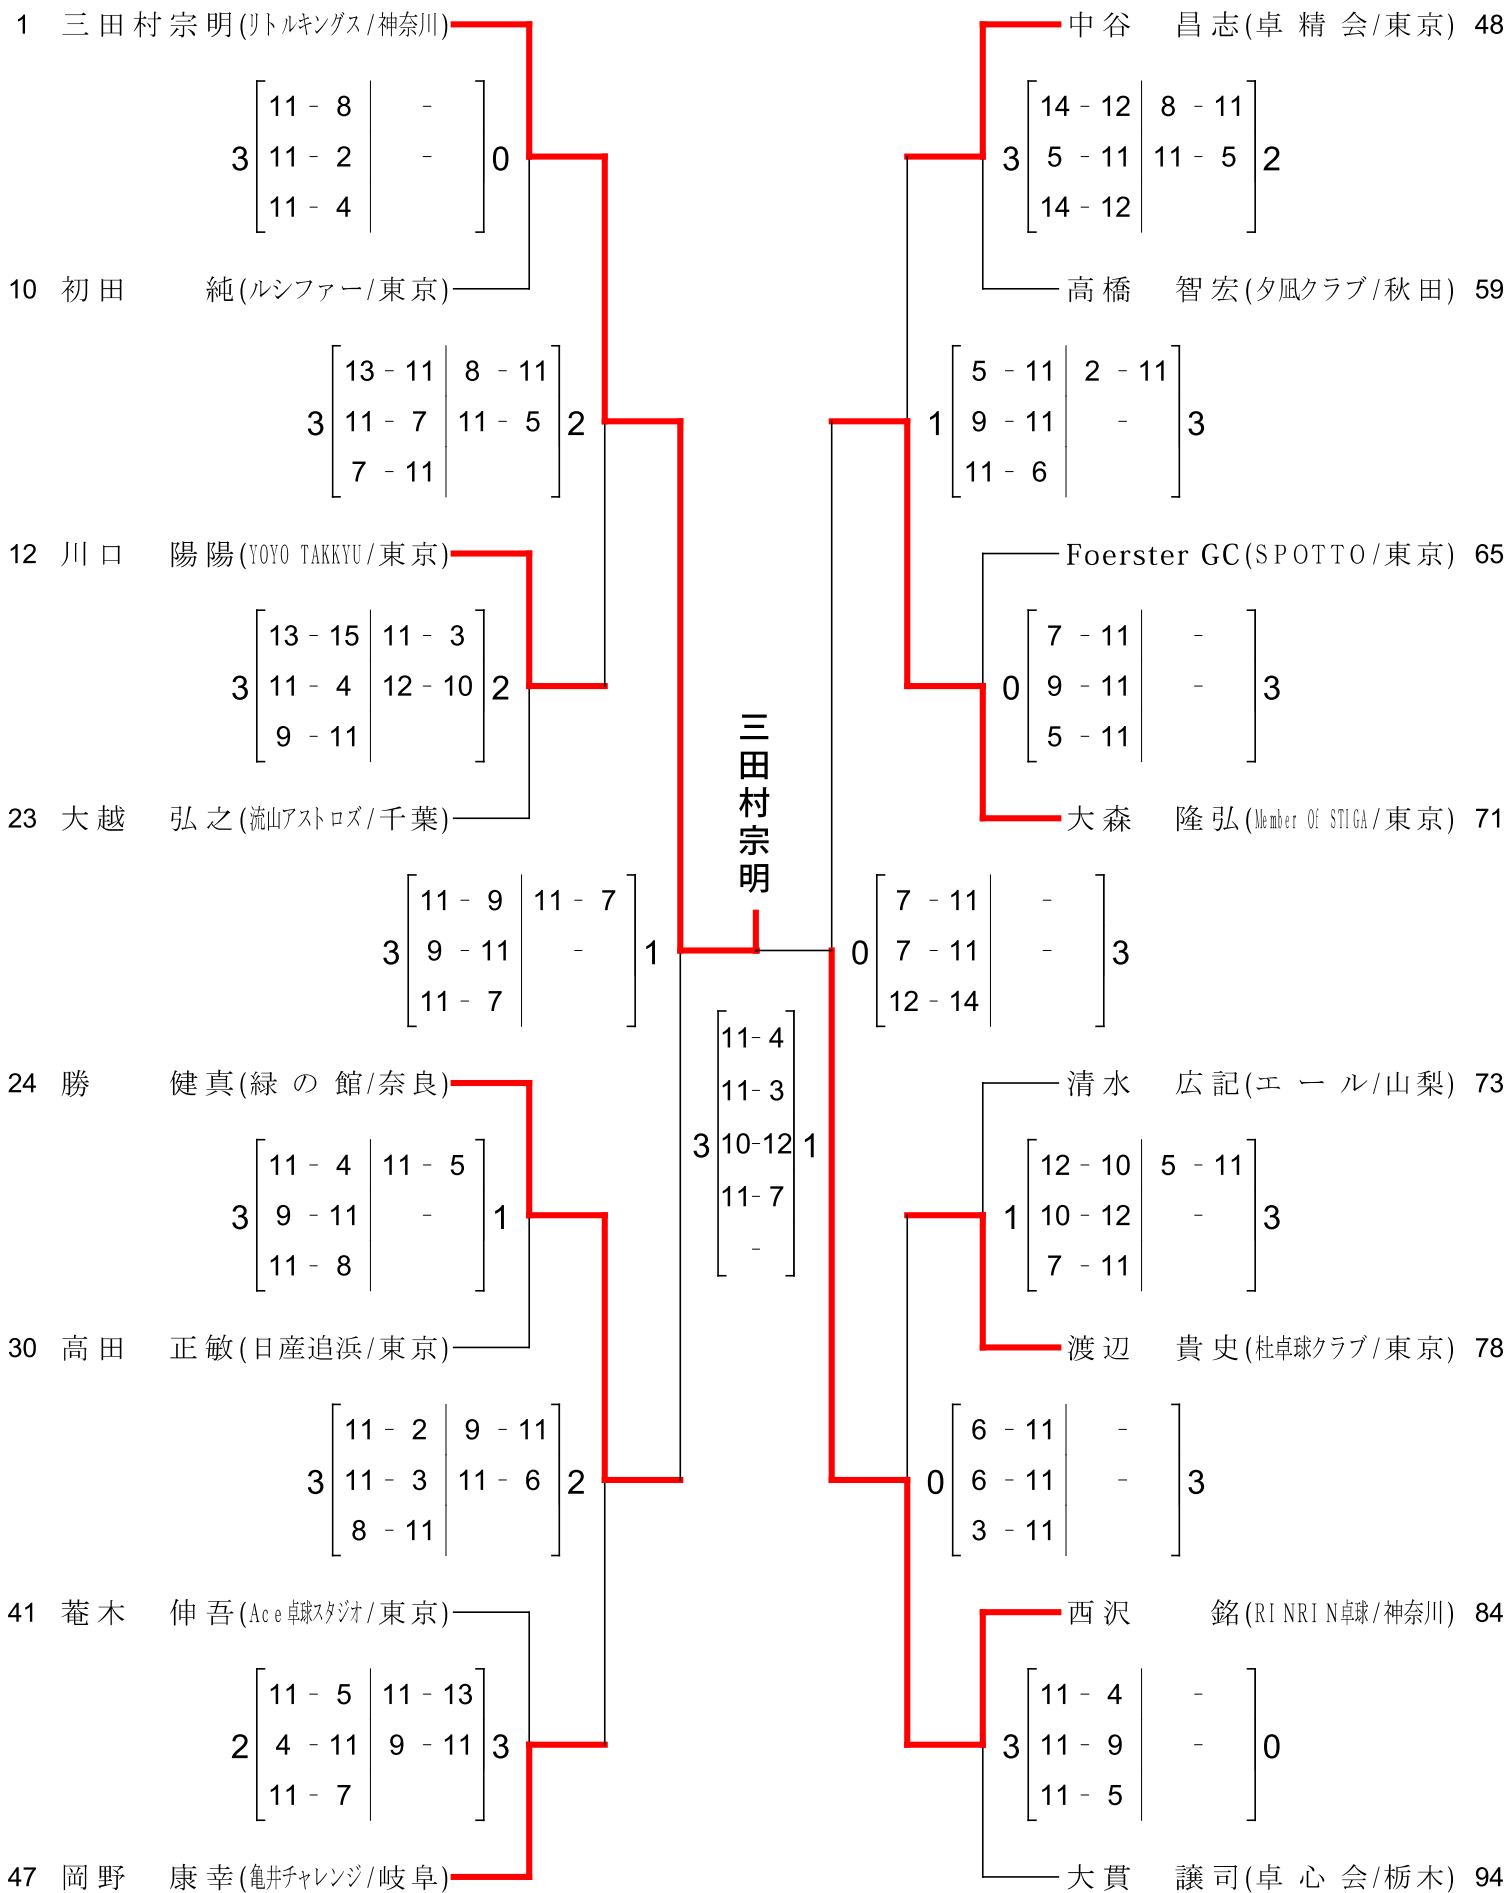 1 三田村宗明(リトルキングス/神奈川)
3 [11 - 8 | - ] 0
11 - 2 | -
11 - 4
10 初田 純(ルシファー/東京)
3 [13 - 11 | 8 - 11] 2
11 - 7 | 11 - 5
7 - 11
12 川口 陽陽(YOYO TAKKYU/東京)
3 [13 - 15 | 11 - 3] 2
11 - 4 | 12 - 10
9 - 11
23 大越 弘之(流山アストロズ/千葉)
3 [11 - 9 | 11 - 7] 1
9 - 11 | -
11 - 7
24 勝 健真(緑の館/奈良)
3 [11 - 4 | 11 - 5] 1
9 - 11 | -
11 - 8
30 高田 正敏(日産追浜/東京)
3 [11 - 2 | 9 - 11] 2
11 - 3 | 11 - 6
8 - 11
41 菴木 伸吾(Ace卓球スタジオ/東京)
2 [11 - 5 | 11 - 13] 3
4 - 11 | 9 - 11
11 - 7
47 岡野 康幸(亀井チャレンジ/岐阜)
三田村宗明
3 [11- 4] 1
11- 3
10-12
11- 7
-
中谷 昌志(卓精会/東京) 48
3 [14 - 12 | 8 - 11] 2
5 - 11 | 11 - 5
14 - 12
高橋 智宏(夕凪クラブ/秋田) 59
1 [5 - 11 | 2 - 11] 3
9 - 11 | -
11 - 6
Foerster GC(SPOTTO/東京) 65
0 [7 - 11 | - ] 3
9 - 11 | -
5 - 11
大森 隆弘(Member Of STIGA/東京) 71
0 [7 - 11 | - ] 3
7 - 11 | -
12 - 14
清水 広記(エール/山梨) 73
1 [12 - 10 | 5 - 11] 3
10 - 12 | -
7 - 11
渡辺 貴史(杜卓球クラブ/東京) 78
0 [6 - 11 | - ] 3
6 - 11 | -
3 - 11
西沢 銘(RINRIN卓球/神奈川) 84
3 [11 - 4 | - ] 0
11 - 9 | -
11 - 5
大貫 譲司(卓心会/栃木) 94